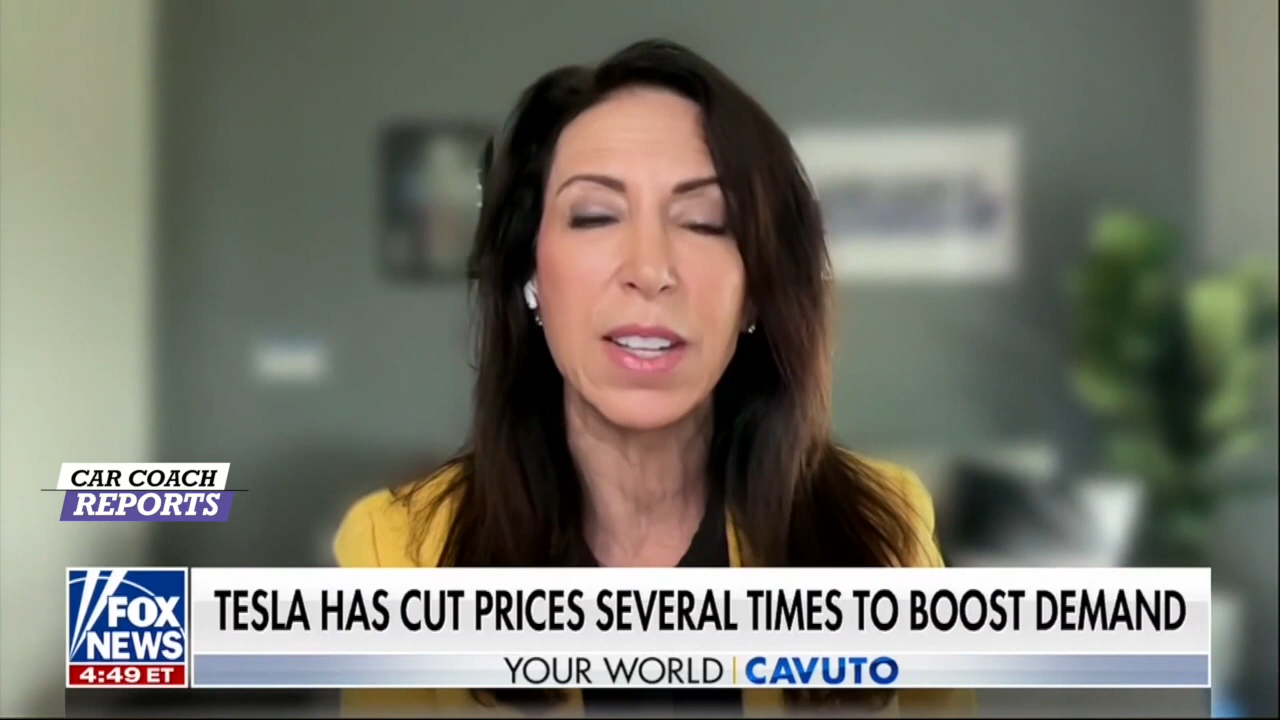 CAR COACH
REPORTS
FOX
NEWS
4:49 ET
TESLA HAS CUT PRICES SEVERAL TIMES TO BOOST DEMAND
YOUR WORLD | CAVUTO